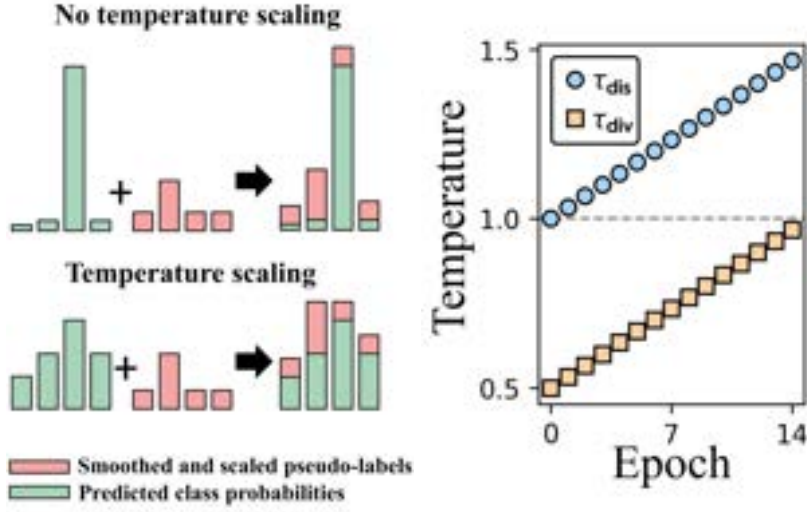 No temperature scaling
+
Temperature scaling
+
Smoothed and scaled pseudo-labels
Predicted class probabilities
Temperature
1.5
1.0
0.5
τdis
τdiv
0 7 14
Epoch